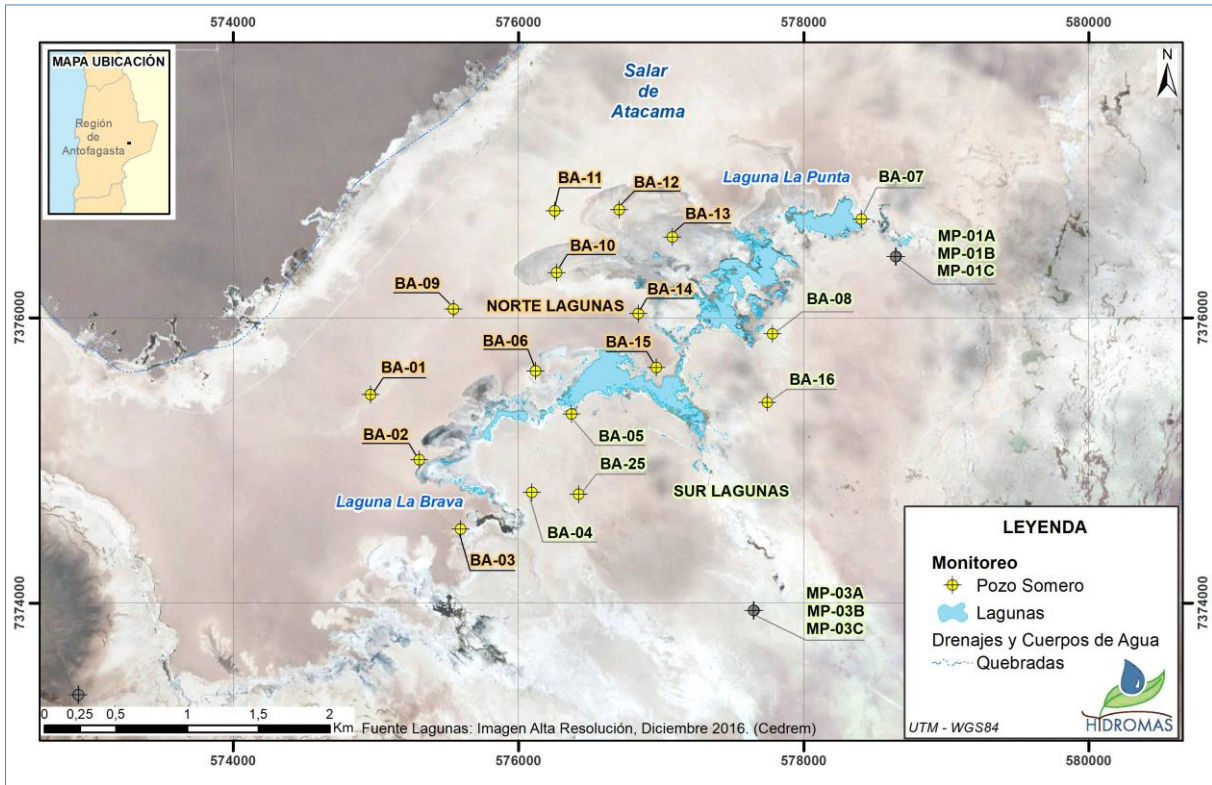 574000
576000
578000
580000
MAPA UBICACIÓN
Región
de
Antofagasta
Salar
de
Atacama
N
Laguna La Punta
BA-07
BA-11
BA-12
BA-13
MP-01A
MP-01B
MP-01C
BA-10
BA-09
NORTE LAGUNAS
BA-14
BA-08
7376000
7376000
BA-06
BA-15
BA-01
BA-16
BA-02
BA-05
BA-25
Laguna La Brava
SUR LAGUNAS
BA-04
BA-03
MP-03A
MP-03B
MP-03C
7374000
7374000
LEYENDA
Monitoreo
Pozo Somero
Lagunas
Drenajes y Cuerpos de Agua
Quebradas
0 0,25 0,5 1 1,5 2
Km
Fuente Lagunas: Imagen Alta Resolución, Diciembre 2016. (Cedrem)
UTM - WGS84
HIDROMAS
574000
576000
578000
580000